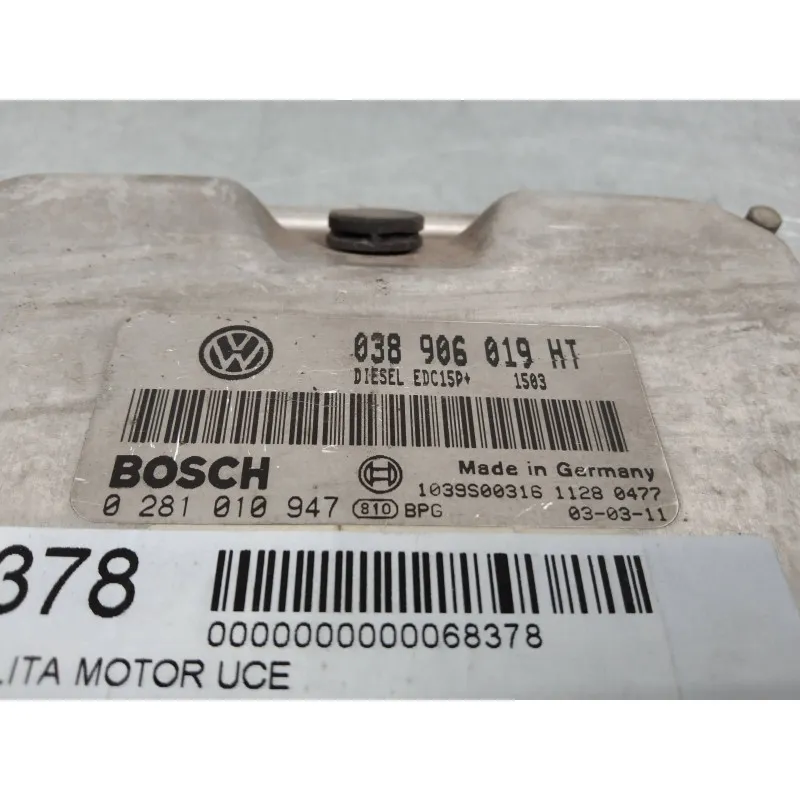 038 906 019 HT
DIESEL EDC15P+ 1503
BOSCH
Made in Germany
1039S00316 1128 0477
0 281 010 947 810 BPG 03-03-11
378
0000000000068378
LITA MOTOR UCE